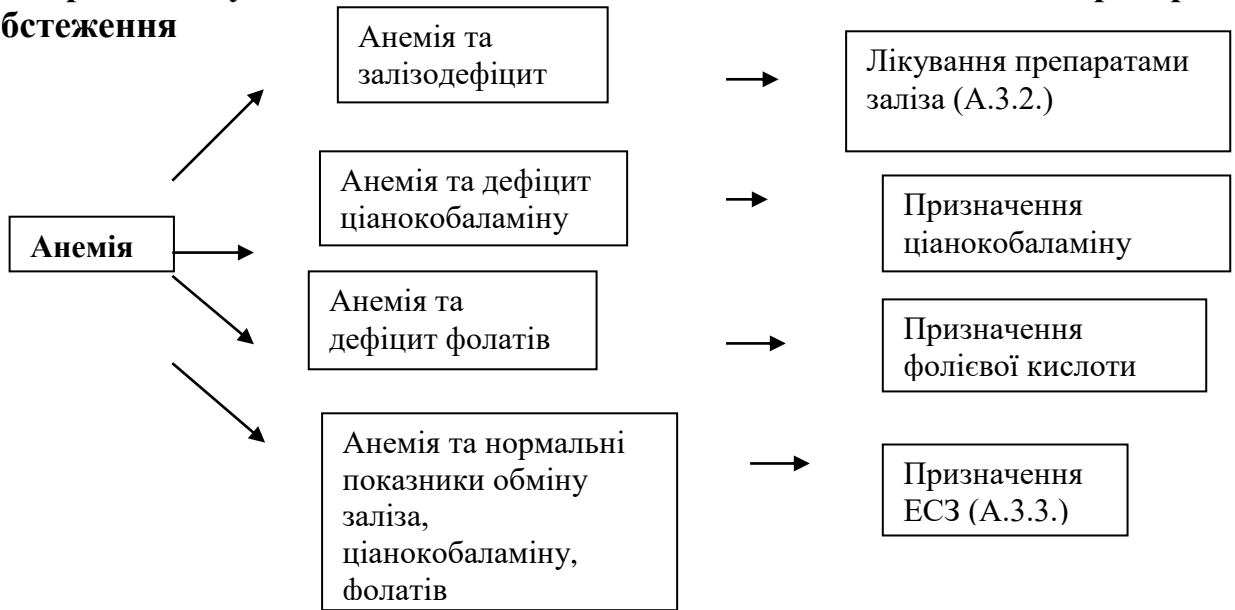 бстеження
Анемія та
залізодефіцит
Лікування препаратами
заліза (А.3.2.)
Анемія та дефіцит
ціанокобаламіну
Призначення
ціанокобаламіну
Анемія
Анемія та
дефіцит фолатів
Призначення
фолієвої кислоти
Анемія та нормальні
показники обміну
заліза,
ціанокобаламіну,
фолатів
Призначення
ЕСЗ (А.3.3.)